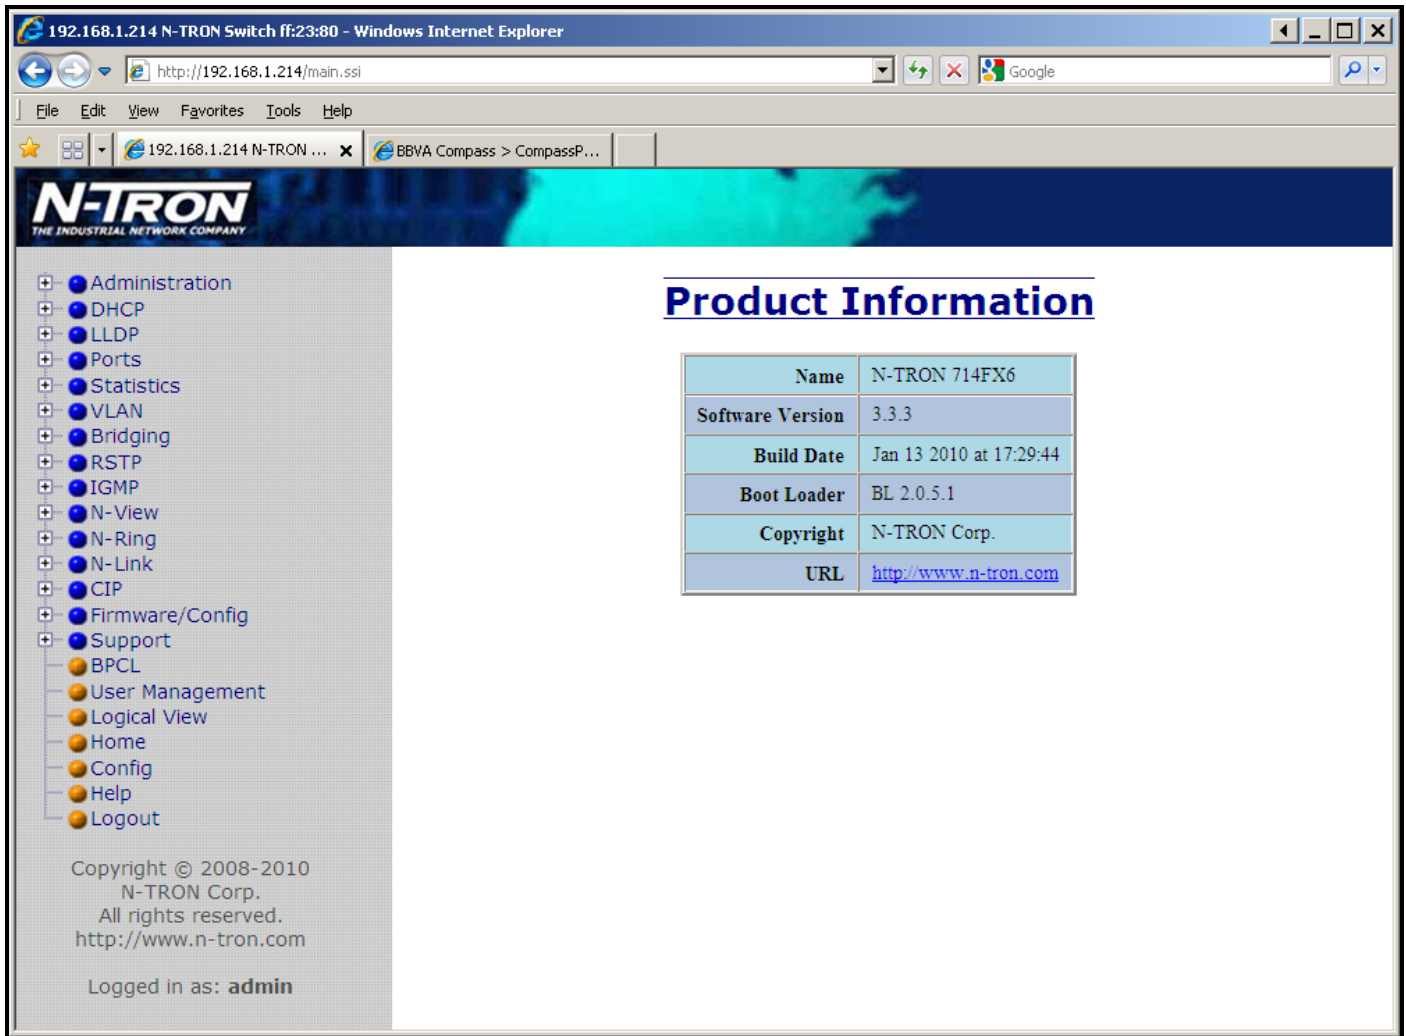 192.168.1.214 N-TRON Switch ff:23:80 - Windows Internet Explorer
http://192.168.1.214/main.ssi
Google
File Edit View Favorites Tools Help
192.168.1.214 N-TRON ...
BBVA Compass > CompassP...
N-TRON
THE INDUSTRIAL NETWORK COMPANY
Administration
DHCP
LLDP
Ports
Statistics
VLAN
Bridging
RSTP
IGMP
N-View
N-Ring
N-Link
CIP
Firmware/Config
Support
BPCL
User Management
Logical View
Home
Config
Help
Logout
Copyright © 2008-2010
N-TRON Corp.
All rights reserved.
http://www.n-tron.com
Logged in as: admin
Product Information
Name N-TRON 714FX6
Software Version 3.3.3
Build Date Jan 13 2010 at 17:29:44
Boot Loader BL 2.0.5.1
Copyright N-TRON Corp.
URL http://www.n-tron.com